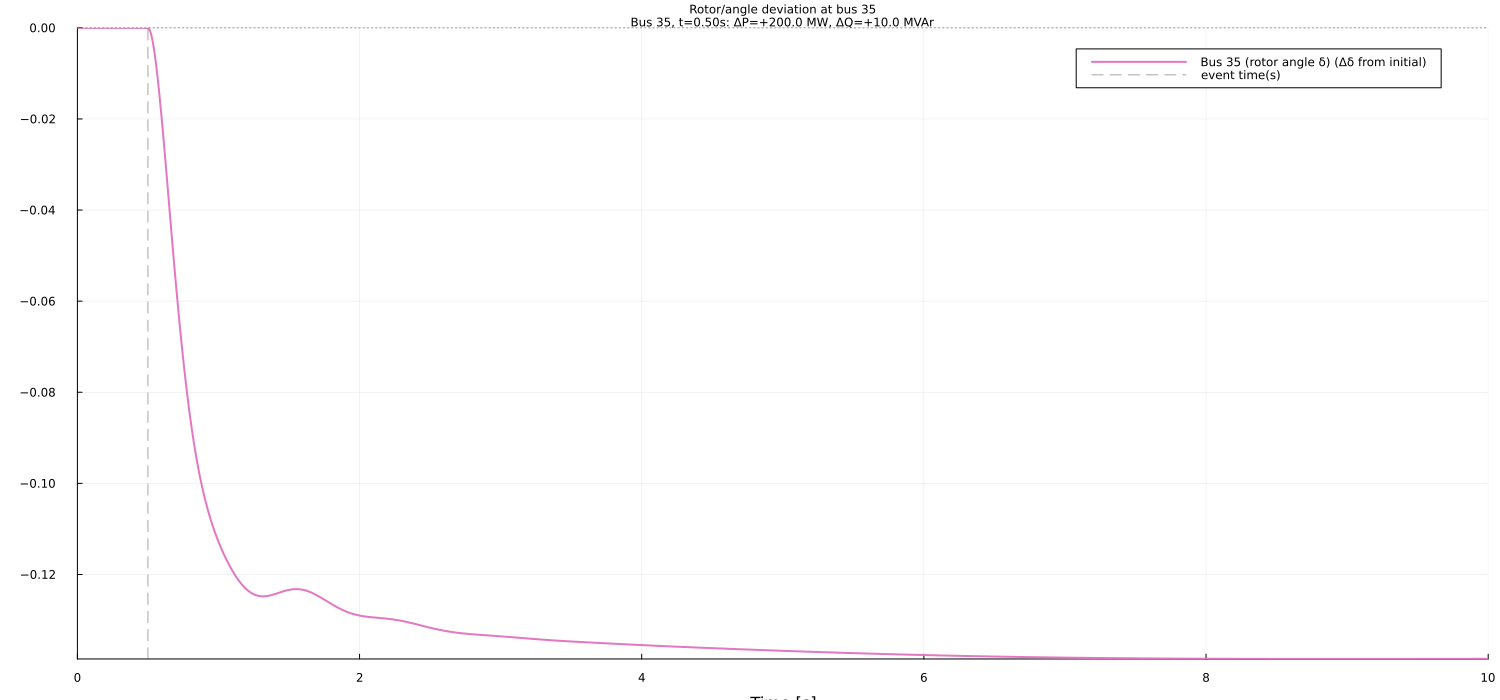 Rotor/angle deviation at bus 35
Bus 35, t=0.50s: ΔP=+200.0 MW, ΔQ=+10.0 MVAr
0.00
−0.02
−0.04
−0.06
−0.08
−0.10
−0.12
Bus 35 (rotor angle δ) (Δδ from initial)
event time(s)
0 2 4 6 8 10
Time [s]